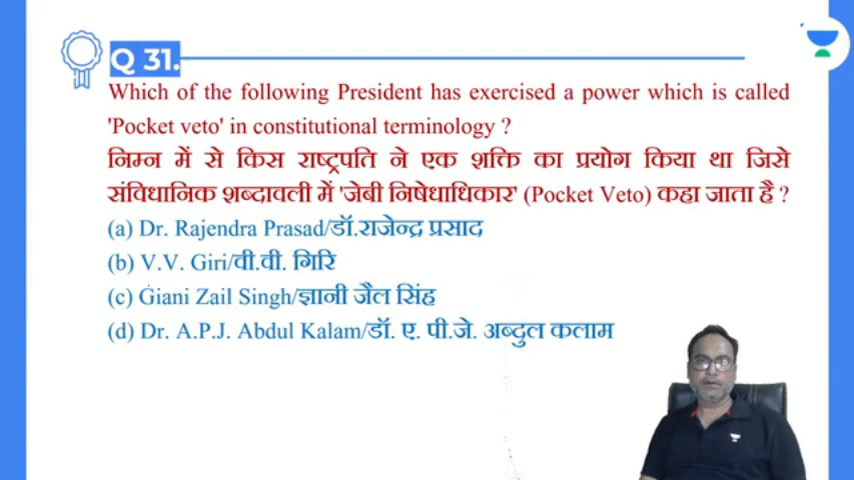 Q 31.
Which of the following President has exercised a power which is called
'Pocket veto' in constitutional terminology ?
निम्न में से किस राष्ट्रपति ने एक शक्ति का प्रयोग किया था जिसे
संविधानिक शब्दावली में 'जेबी निषेधाधिकार' (Pocket Veto) कहा जाता है ?
(a) Dr. Rajendra Prasad/डॉ.राजेन्द्र प्रसाद
(b) V.V. Giri/वी.वी. गिरि
(c) Giani Zail Singh/ज्ञानी जैल सिंह
(d) Dr. A.P.J. Abdul Kalam/डॉ. ए. पी.जे. अब्दुल कलाम